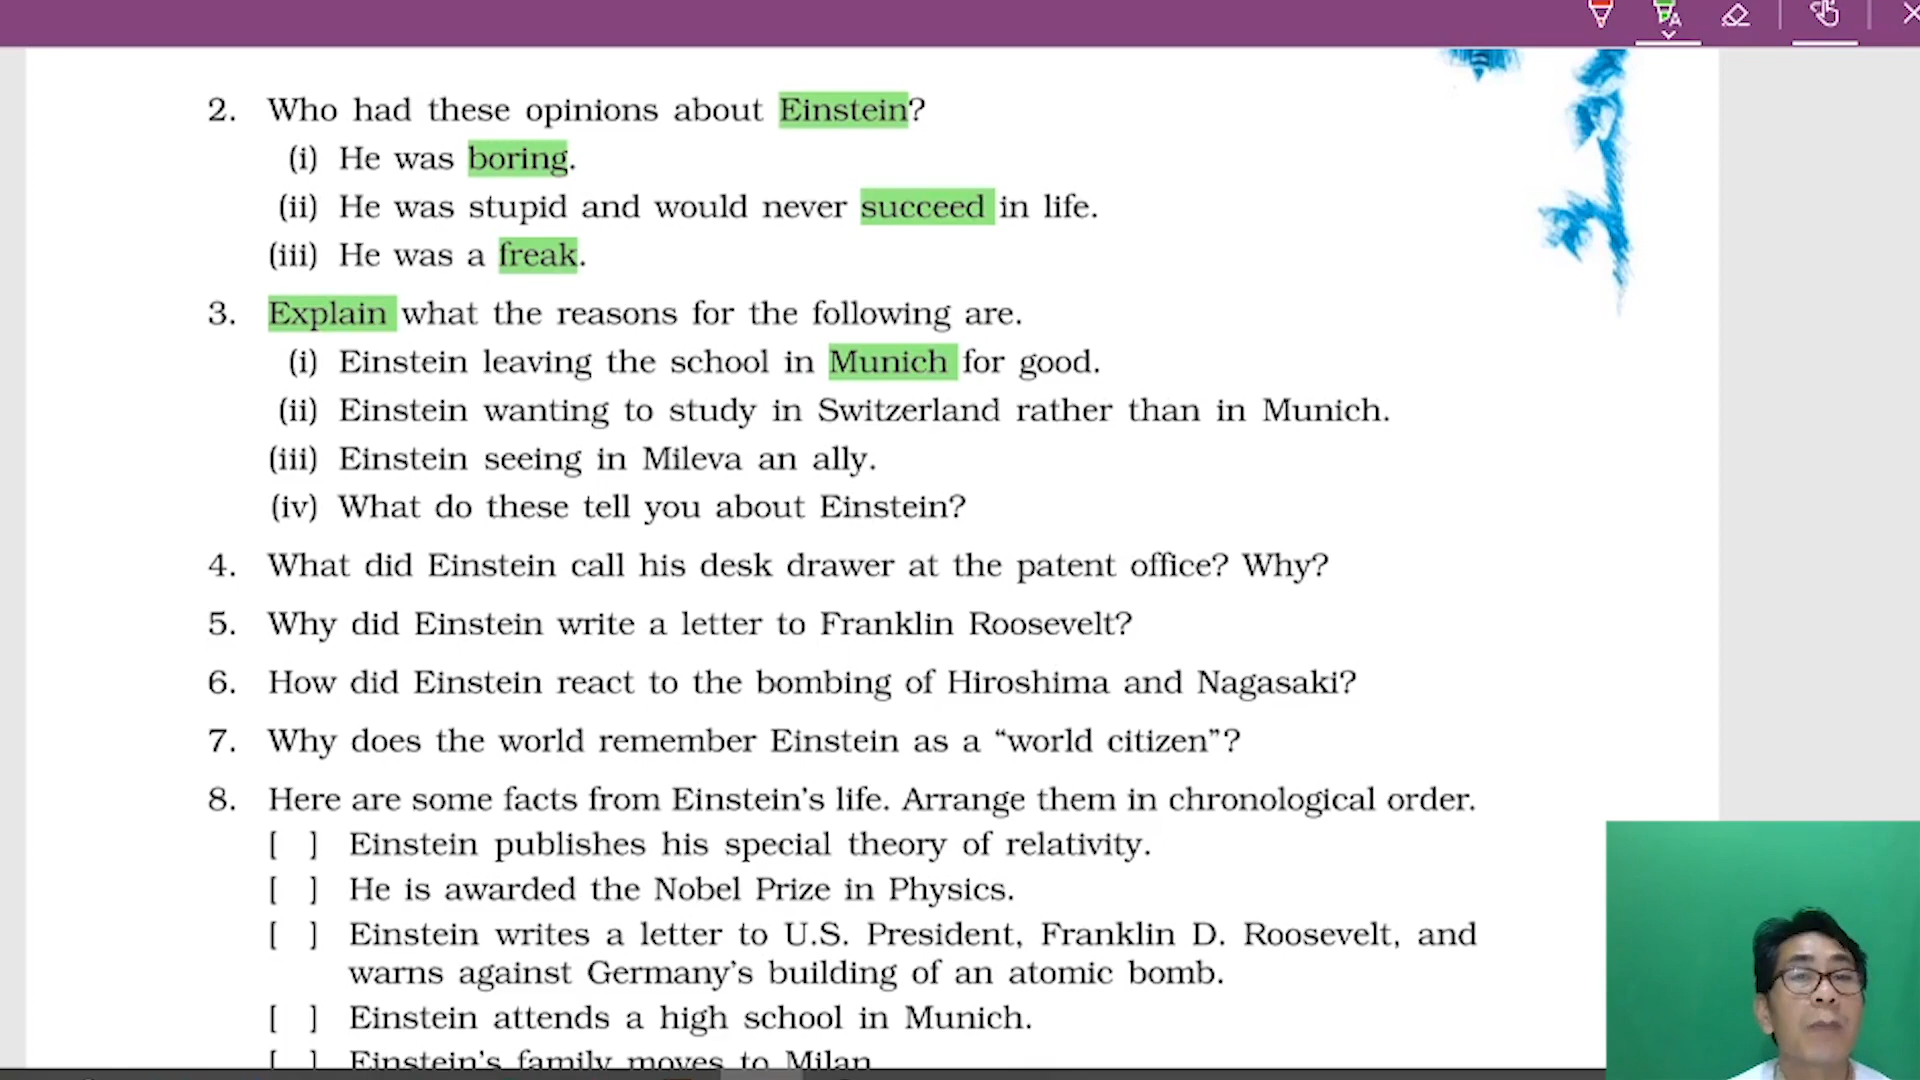 2. Who had these opinions about Einstein?
(i) He was boring.
(ii) He was stupid and would never succeed in life.
(iii) He was a freak.
3. Explain what the reasons for the following are.
(i) Einstein leaving the school in Munich for good.
(ii) Einstein wanting to study in Switzerland rather than in Munich.
(iii) Einstein seeing in Mileva an ally.
(iv) What do these tell you about Einstein?
4. What did Einstein call his desk drawer at the patent office? Why?
5. Why did Einstein write a letter to Franklin Roosevelt?
6. How did Einstein react to the bombing of Hiroshima and Nagasaki?
7. Why does the world remember Einstein as a “world citizen”?
8. Here are some facts from Einstein’s life. Arrange them in chronological order.
[ ] Einstein publishes his special theory of relativity.
[ ] He is awarded the Nobel Prize in Physics.
[ ] Einstein writes a letter to U.S. President, Franklin D. Roosevelt, and
warns against Germany’s building of an atomic bomb.
[ ] Einstein attends a high school in Munich.
[ ] Einstein’s family moves to Milan